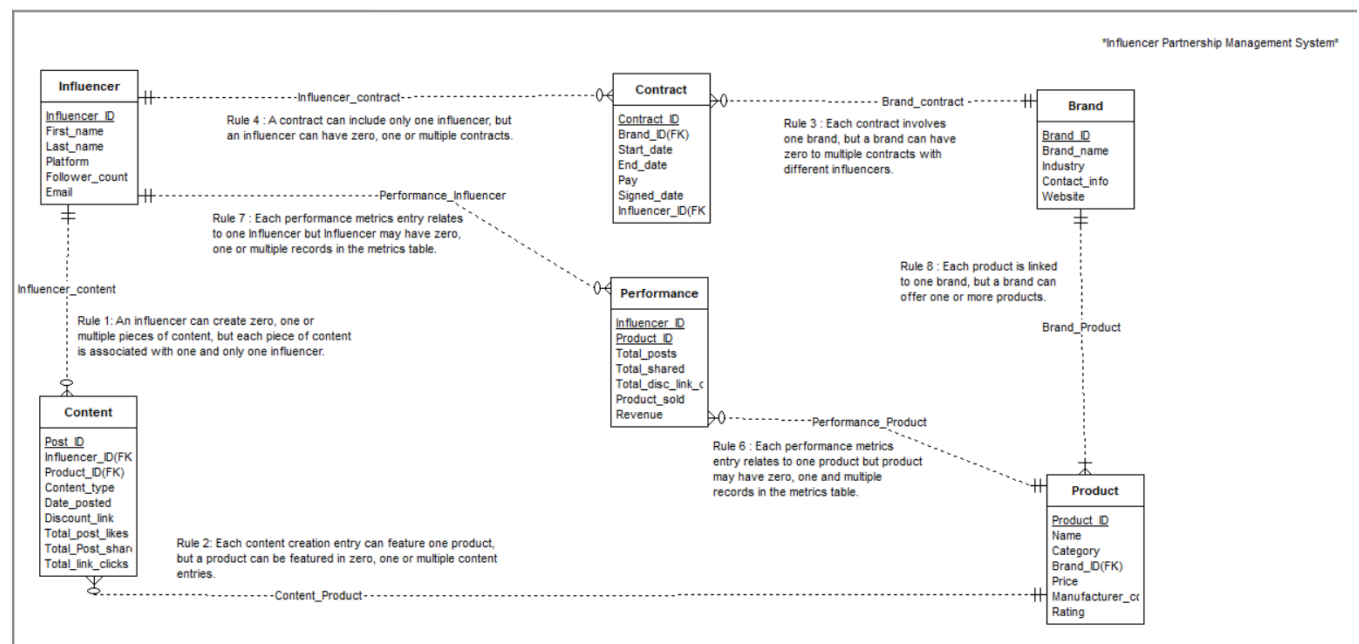 *Influencer Partnership Management System*
Influencer
Influencer_ID
First_name
Last_name
Platform
Follower_count
Email
Influencer_contract
Rule 4 : A contract can include only one influencer, but
an influencer can have zero, one or multiple contracts.
Contract
Contract_ID
Brand_ID(FK)
Start_date
End_date
Pay
Signed_date
Influencer_ID(FK
Brand_contract
Rule 3 : Each contract involves
one brand, but a brand can have
zero to multiple contracts with
different influencers.
Brand
Brand_ID
Brand_name
Industry
Contact_info
Website
Performance_Influencer
Rule 7 : Each performance metrics entry relates
to one Influencer but Influencer may have zero,
one or multiple records in the metrics table.
Influencer_content
Rule 1: An influencer can create zero, one or
multiple pieces of content, but each piece of content
is associated with one and only one influencer.
Performance
Influencer_ID
Product_ID
Total_posts
Total_shared
Total_disc_link_c
Product_sold
Revenue
Rule 8 : Each product is linked
to one brand, but a brand can
offer one or more products.
Brand_Product
Content
Post_ID
Influencer_ID(FK
Product_ID(FK)
Content_type
Date_posted
Discount_link
Total_post_likes
Total_Post_shar
Total_link_clicks
Performance_Product
Rule 6 : Each performance metrics
entry relates to one product but product
may have zero, one and multiple
records in the metrics table.
Product
Product_ID
Name
Category
Brand_ID(FK)
Price
Manufacturer_co
Rating
Rule 2: Each content creation entry can feature one product,
but a product can be featured in zero, one or multiple content
entries.
Content_Product